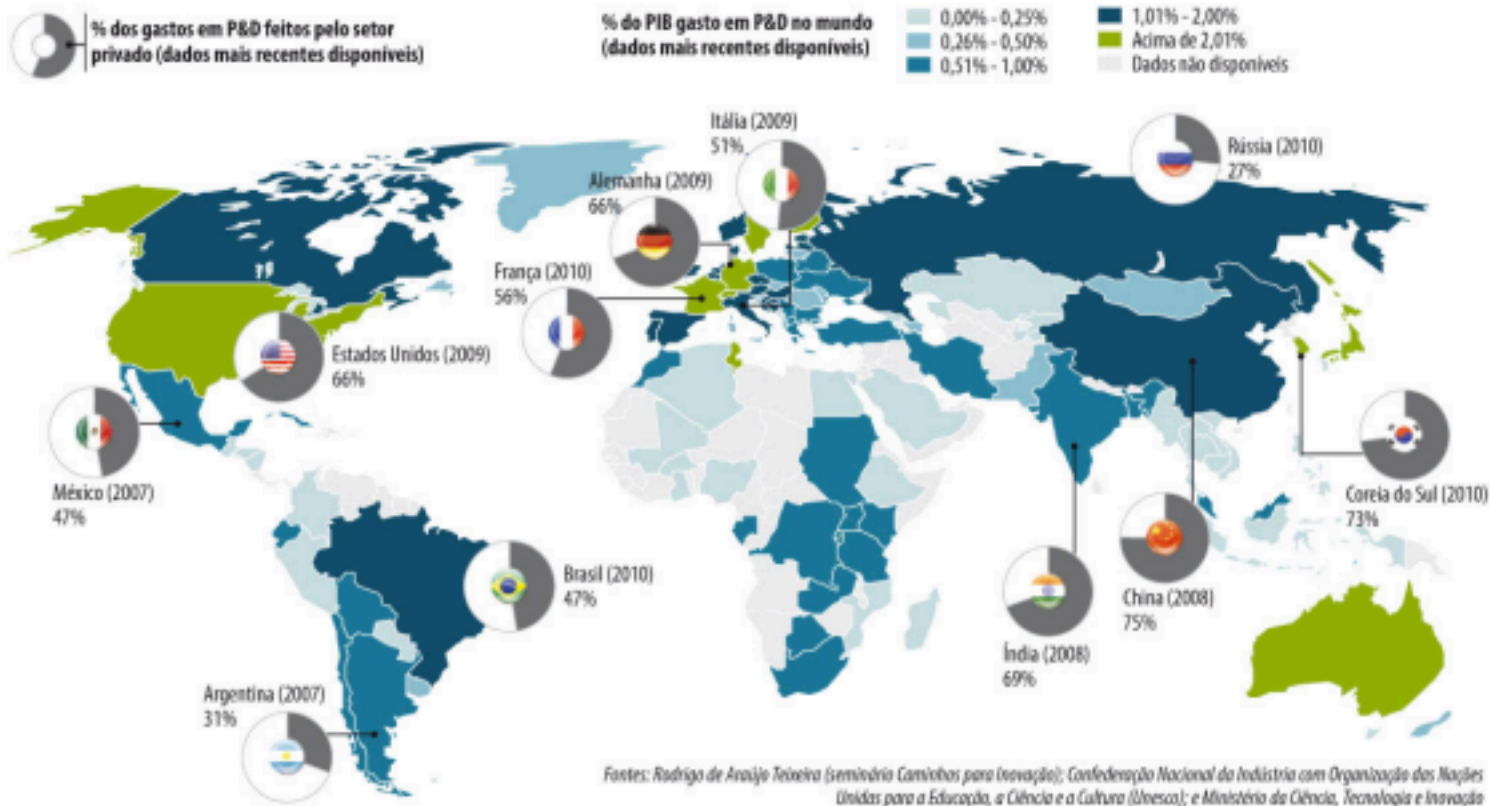 % dos gastos em P&D feitos pelo setor
privado (dados mais recentes disponíveis)
% do PIB gasto em P&D no mundo
(dados mais recentes disponíveis)
0,00% - 0,25%
0,26% - 0,50%
0,51% - 1,00%
1,01% - 2,00%
Acima de 2,01%
Dados não disponíveis
Itália (2009)
51%
Rússia (2010)
27%
Alemanha (2009)
66%
França (2010)
56%
Estados Unidos (2009)
66%
México (2007)
47%
Coreia do Sul (2010)
73%
Brasil (2010)
47%
China (2008)
75%
Índia (2008)
69%
Argentina (2007)
31%
Fontes: Rodrigo de Araújo Teixeira (seminário Caminhos para Inovação); Confederação Nacional da Indústria com Organização das Nações
Unidas para a Educação, a Ciência e a Cultura (Unesco); e Ministério da Ciência, Tecnologia e Inovação